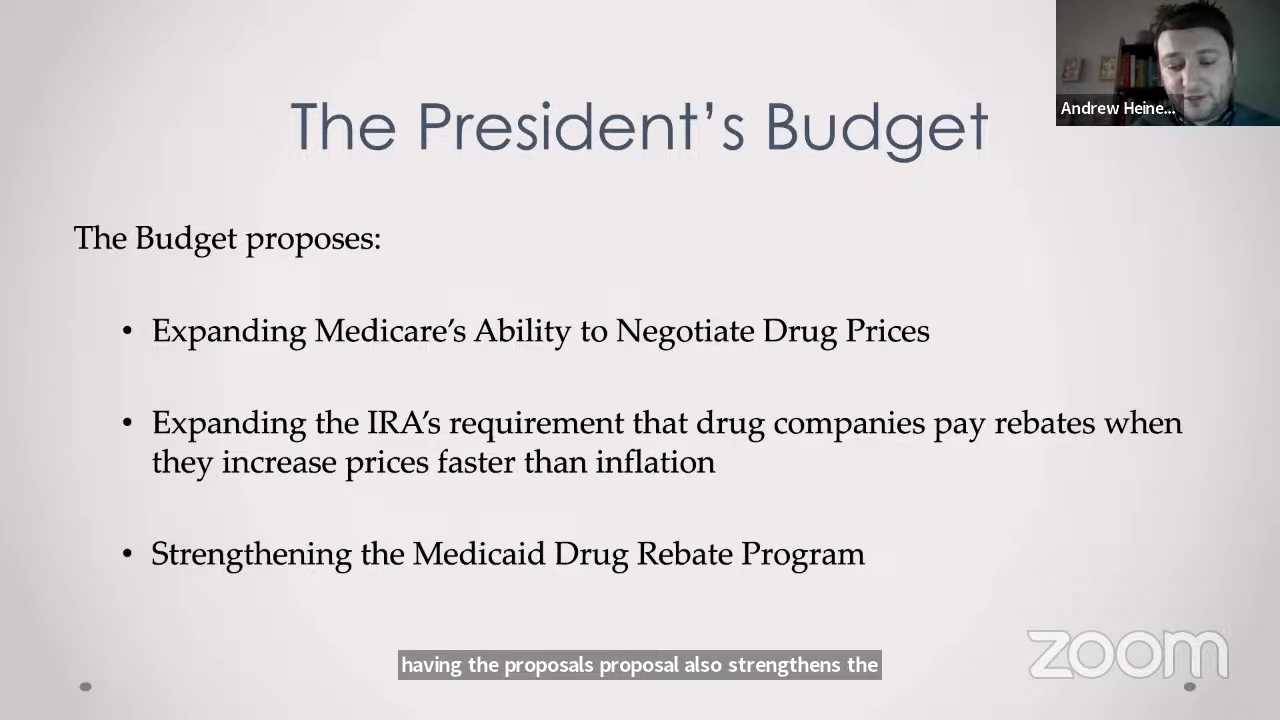 Andrew Heine...
The President’s Budget
The Budget proposes:
• Expanding Medicare’s Ability to Negotiate Drug Prices
• Expanding the IRA’s requirement that drug companies pay rebates when
they increase prices faster than inflation
• Strengthening the Medicaid Drug Rebate Program
having the proposals proposal also strengthens the
zoom